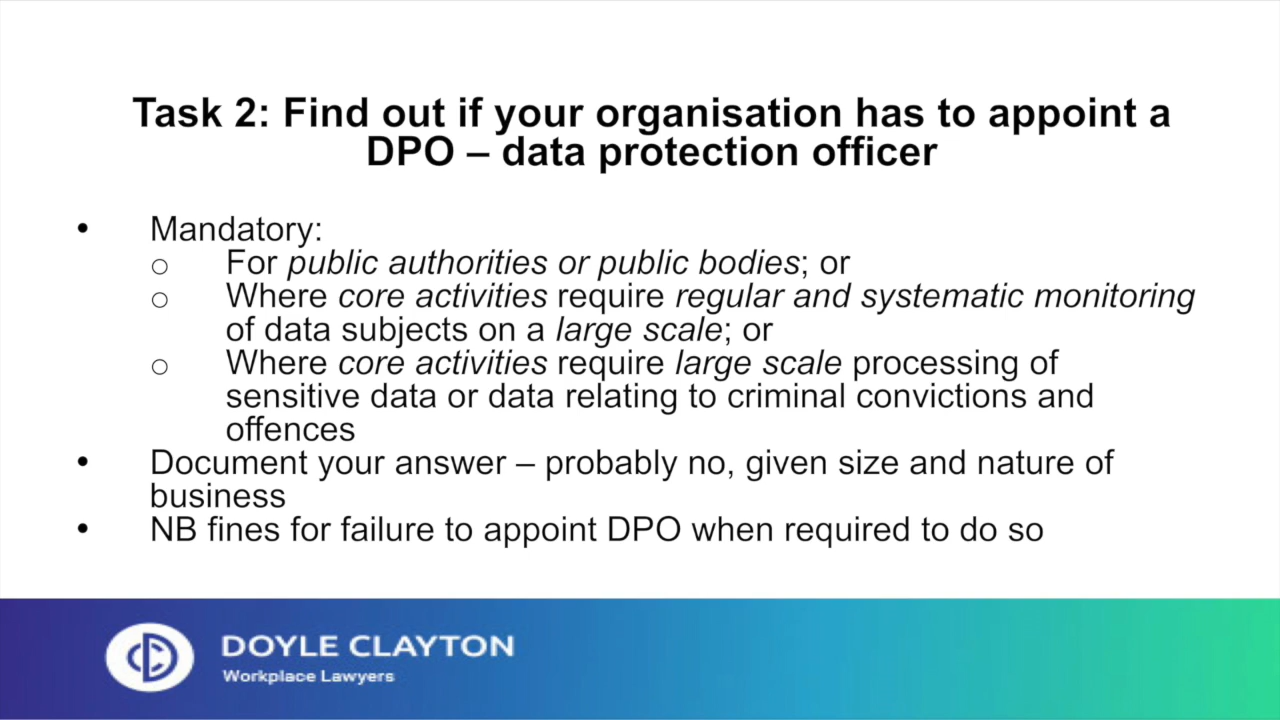 Task 2: Find out if your organisation has to appoint a
DPO – data protection officer
• Mandatory:
o For public authorities or public bodies; or
o Where core activities require regular and systematic monitoring
of data subjects on a large scale; or
o Where core activities require large scale processing of
sensitive data or data relating to criminal convictions and
offences
• Document your answer – probably no, given size and nature of
business
• NB fines for failure to appoint DPO when required to do so
DOYLE CLAYTON
Workplace Lawyers